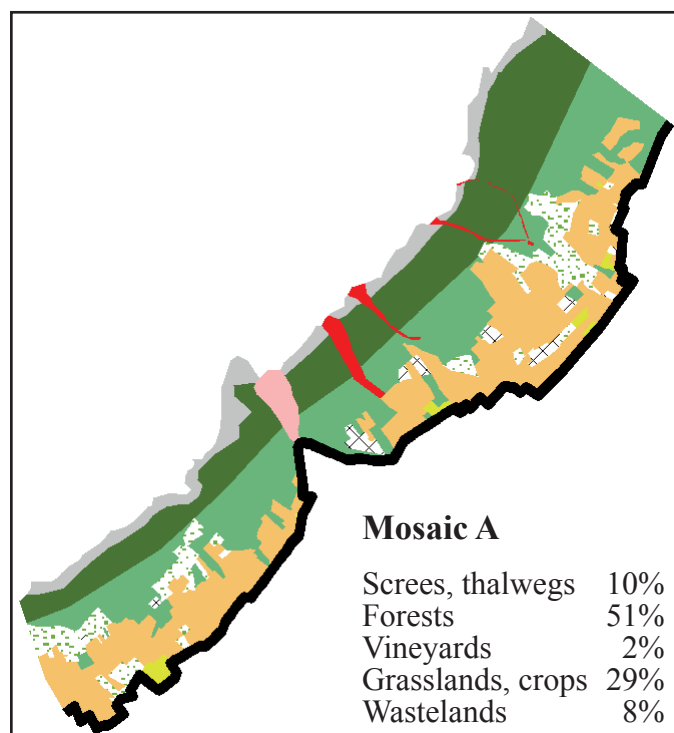 Mosaic A
Screes, thalwegs 10%
Forests 51%
Vineyards 2%
Grasslands, crops 29%
Wastelands 8%